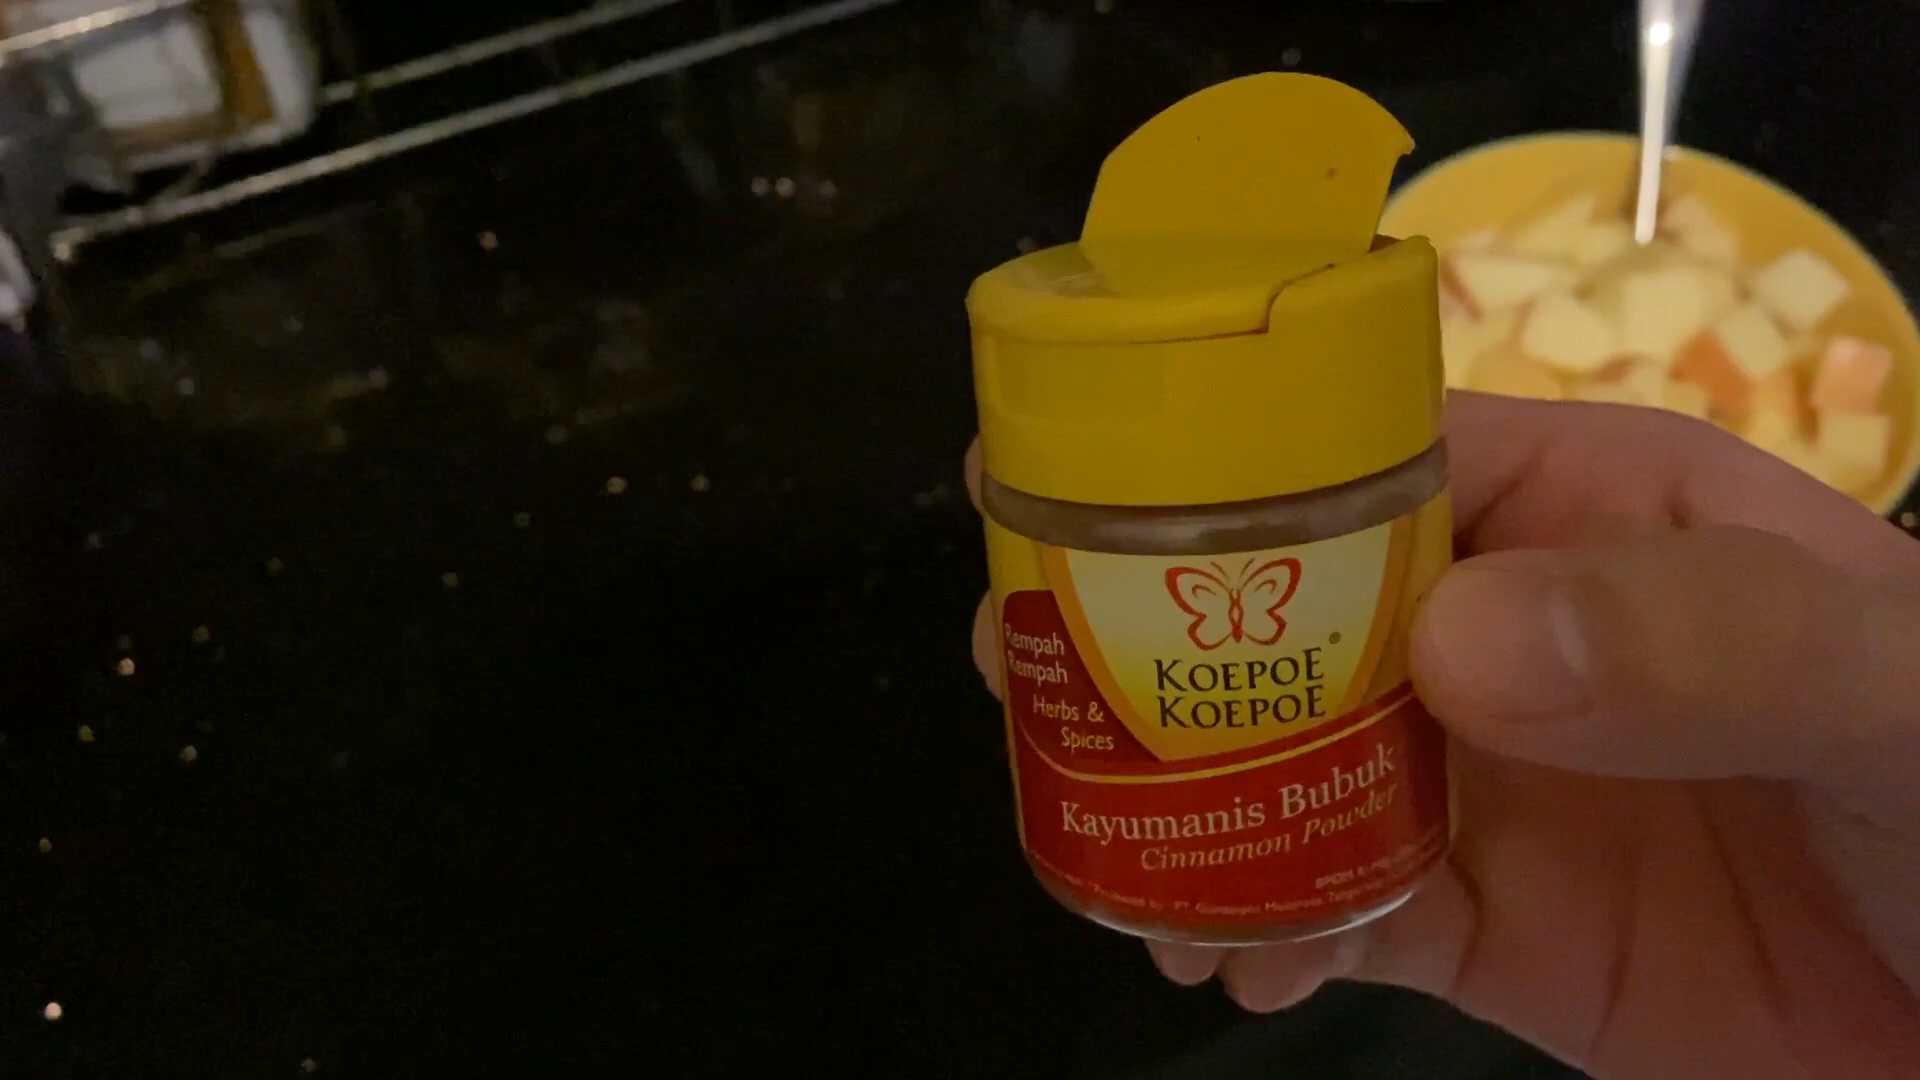 KOEPOE
KOEPOE
Rempah
Rempah
Herbs &
Spices
Kayumanis Bubuk
Cinnamon Powder